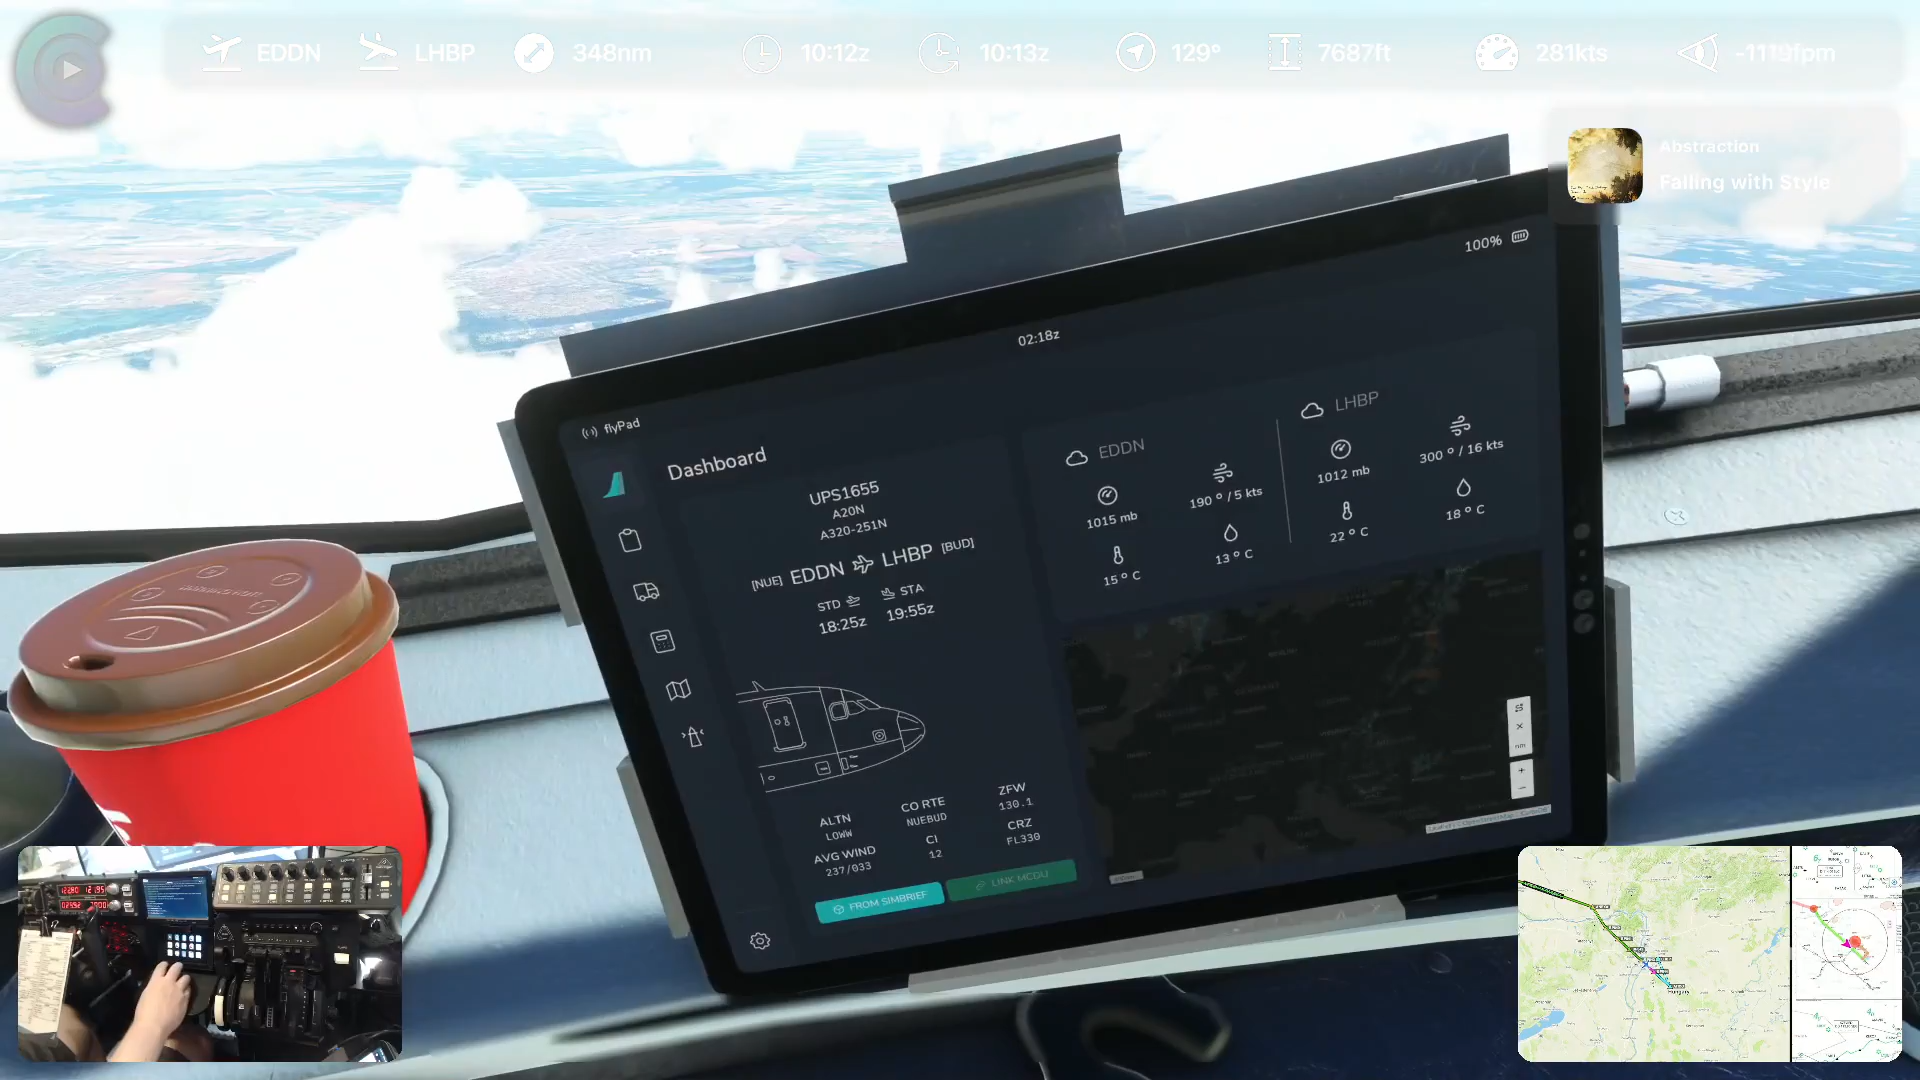 EDDN LHBP 348nm 10:12z 10:13z 129° 7687ft 281kts -1119fpm
Abstraction
Falling with Style
100%
02:18z
flyPad
Dashboard
UPS1655
A20N
A320-251N
[NUE] EDDN LHBP [BUD]
STD STA
18:25z 19:55z
ALTN CO RTE ZFW
LOWW NUEBUD 130.1
AVG WIND CI CRZ
237/033 12 FL330
FROM SIMBRIEF LINK MCDU
EDDN
1015 mb 190 ° / 5 kts
15 ° C 13 ° C
LHBP
1012 mb 300 ° / 16 kts
22 ° C 18 ° C
nm
+
−
Hungary